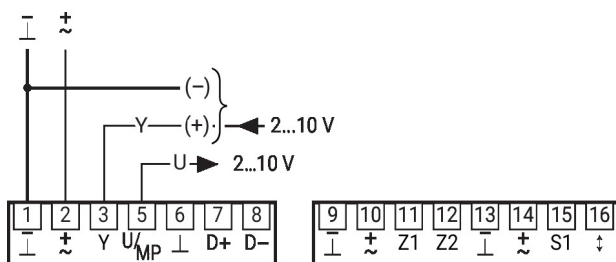 − +
⊥ ~
(−)
Y (+) 2...10 V
U 2...10 V
1 2 3 5 6 7 8 9 10 11 12 13 14 15 16
⊥ ~ Y U/MP ⊥ D+ D− ⊥ ~ Z1 Z2 ⊥ ~ S1 ↕